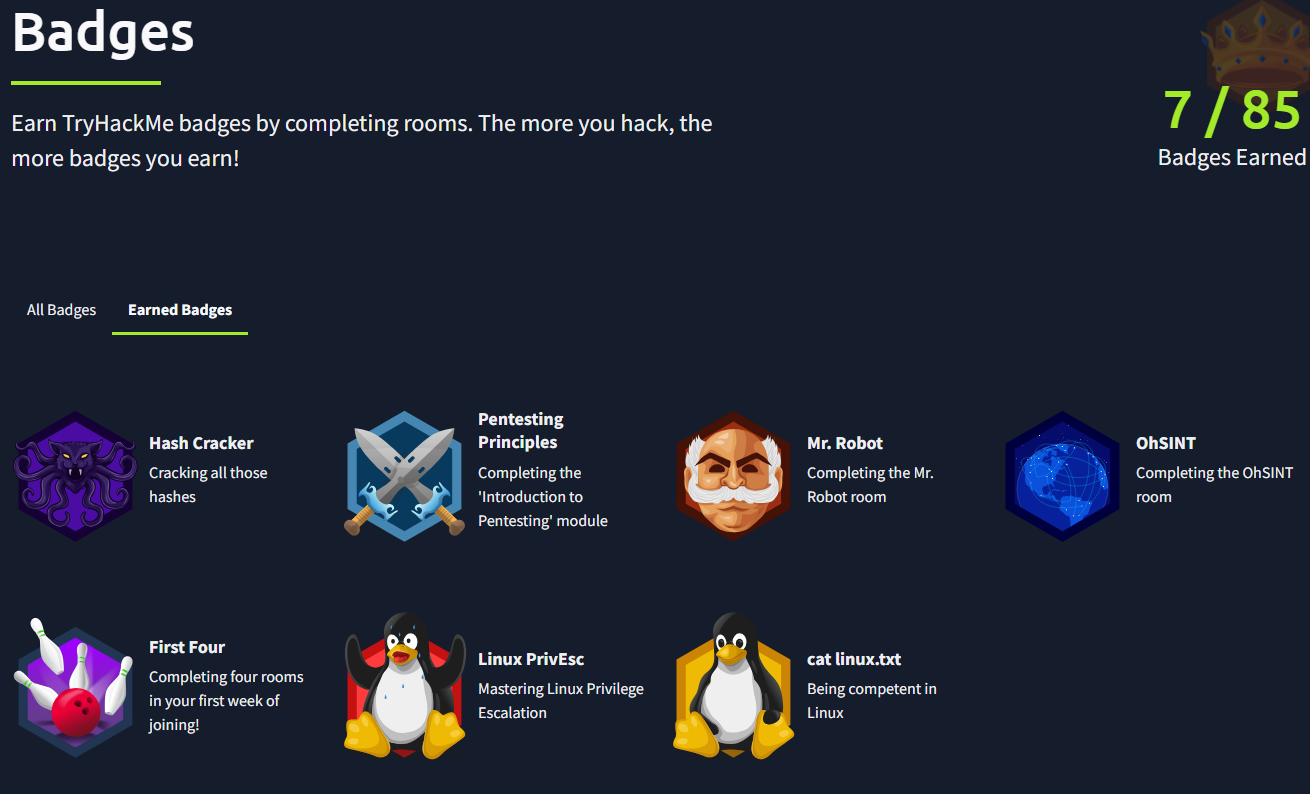 Badges
Earn TryHackMe badges by completing rooms. The more you hack, the
more badges you earn!
7 / 85
Badges Earned
All Badges
Earned Badges
Hash Cracker
Cracking all those
hashes
Pentesting
Principles
Completing the
'Introduction to
Pentesting' module
Mr. Robot
Completing the Mr.
Robot room
OhSINT
Completing the OhSINT
room
First Four
Completing four rooms
in your first week of
joining!
Linux PrivEsc
Mastering Linux Privilege
Escalation
cat linux.txt
Being competent in
Linux